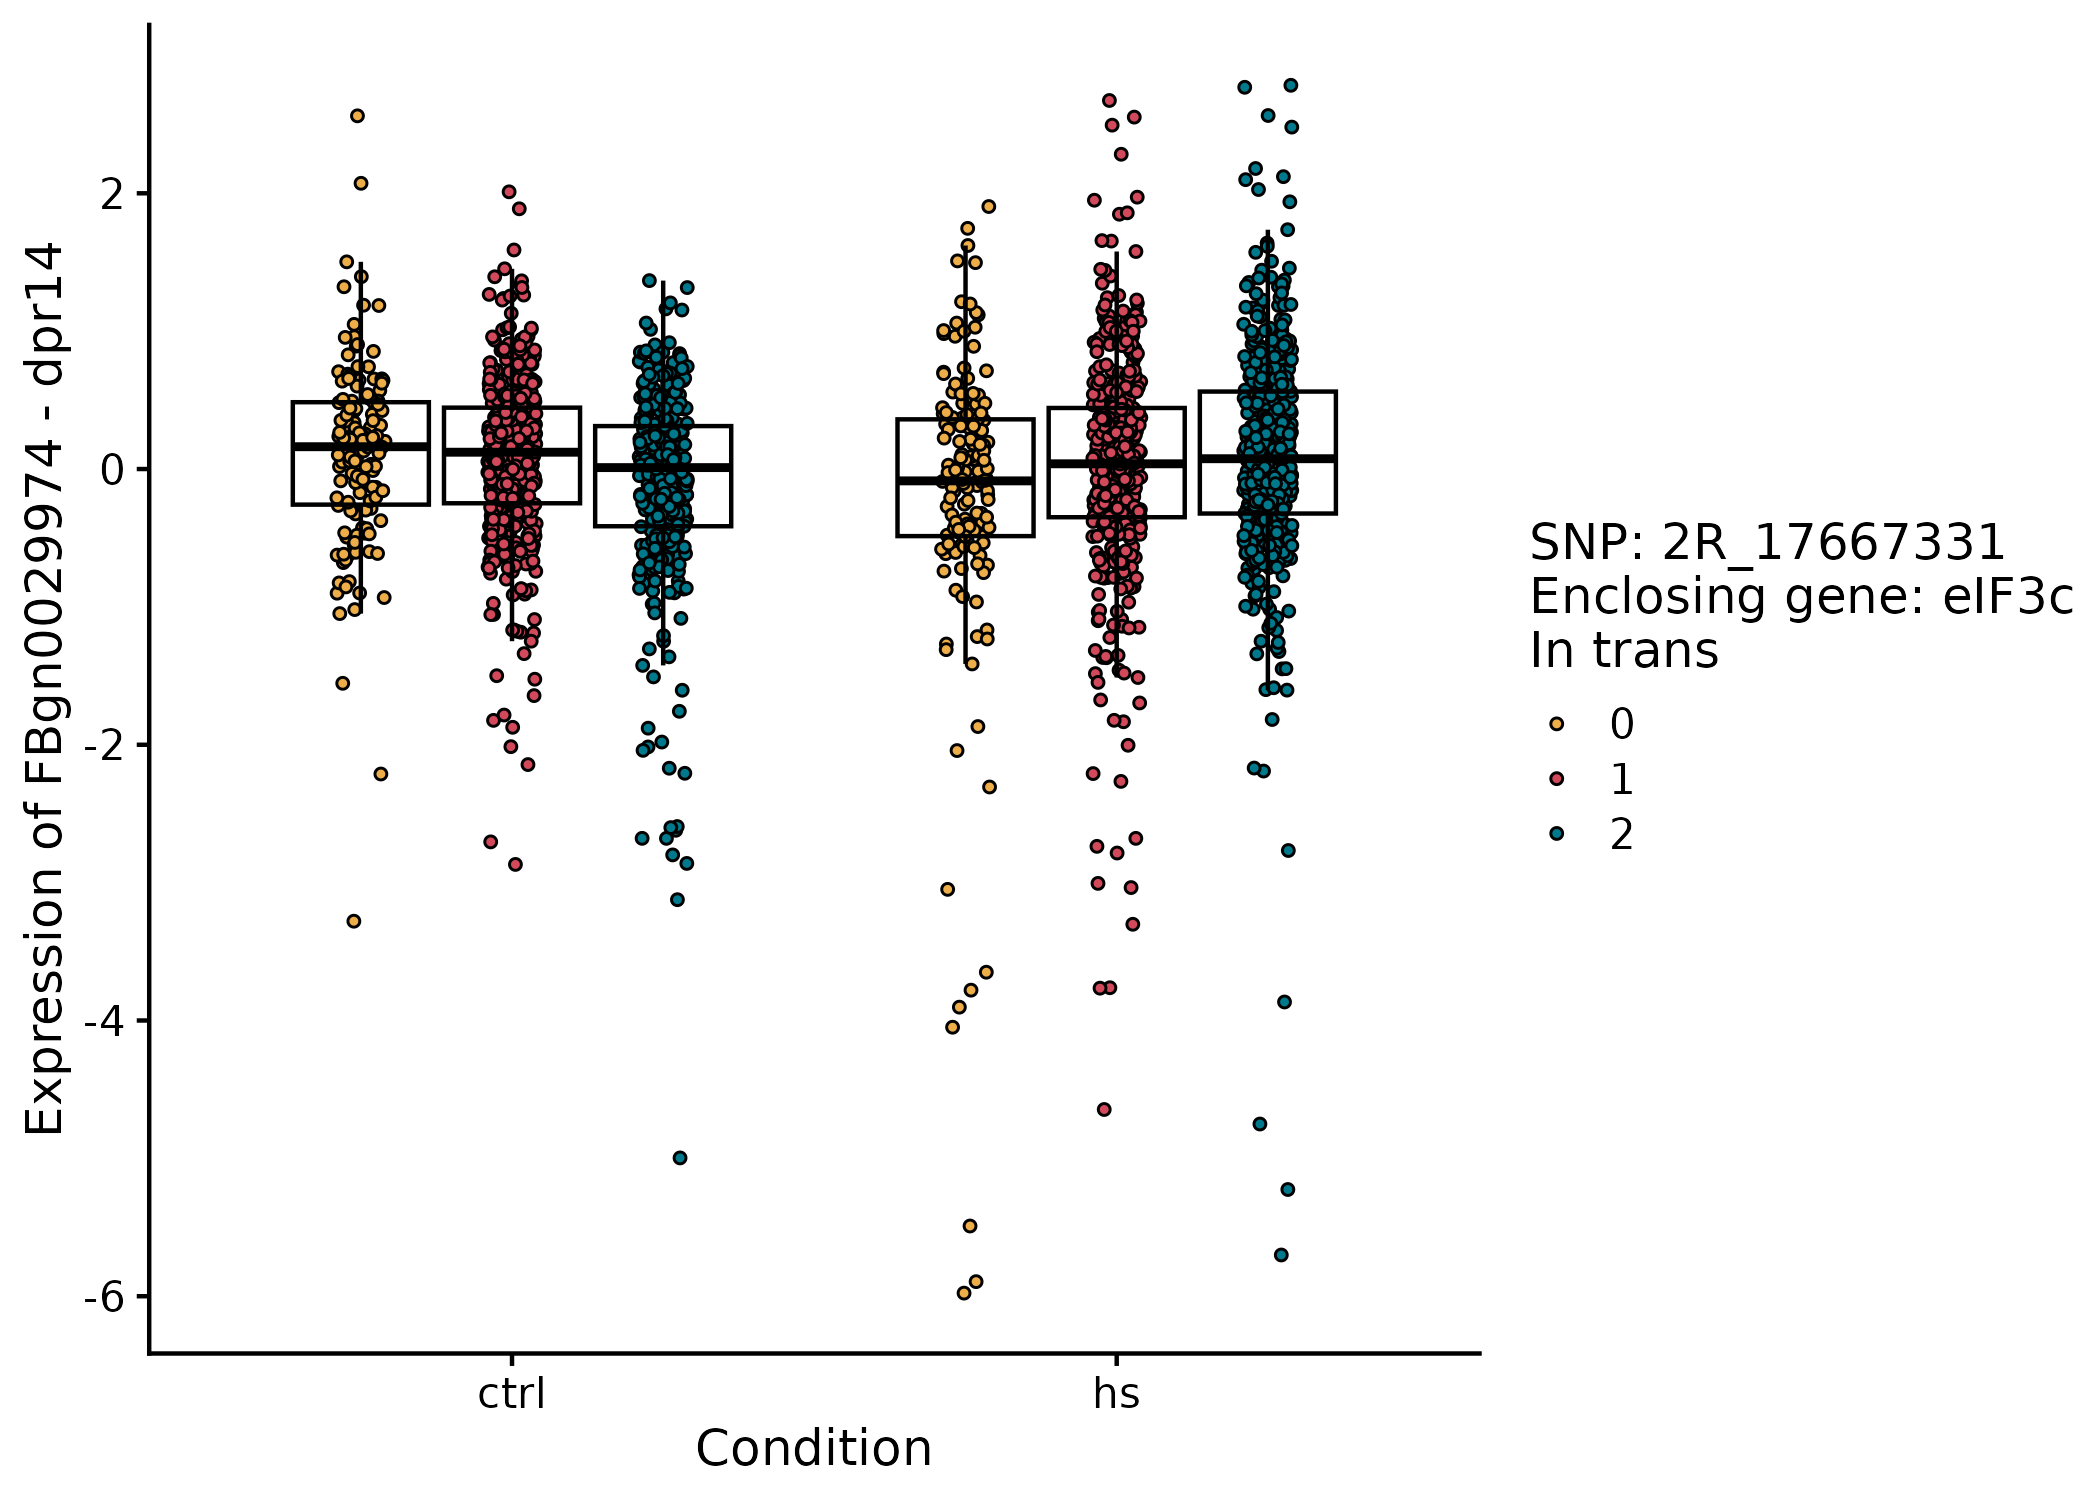 Expression of FBgn0029974 - dpr14
2
0
-2
-4
-6
ctrl
hs
Condition
SNP: 2R_17667331
Enclosing gene: eIF3c
In trans
0
1
2